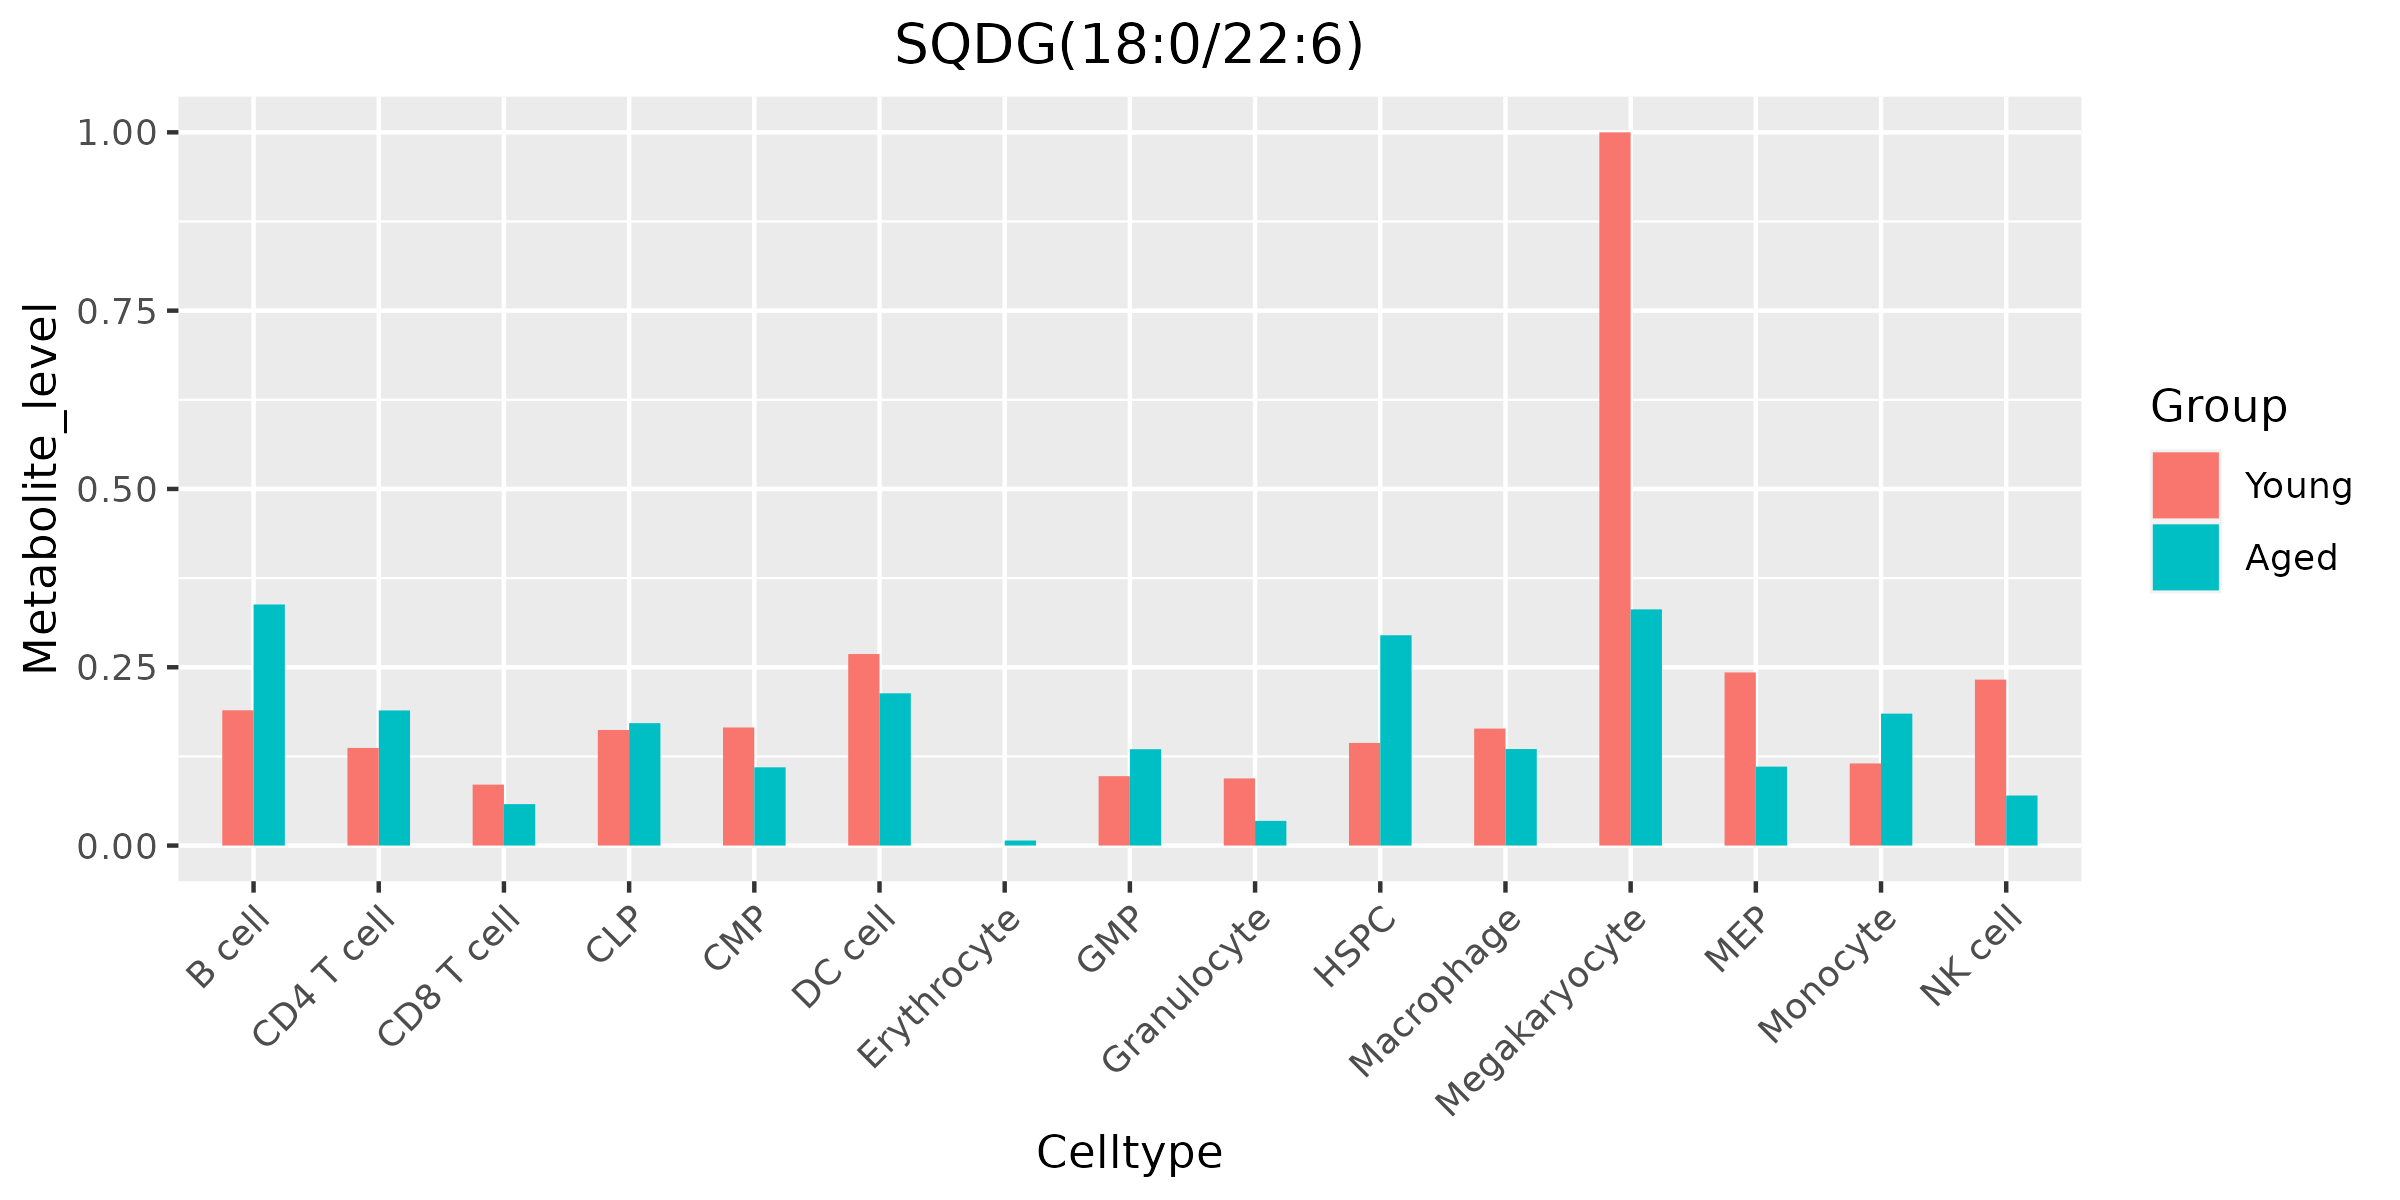 SQDG(18:0/22:6)
Metabolite_level
1.00
0.75
0.50
0.25
0.00
B cell
CD4 T cell
CD8 T cell
CLP
CMP
DC cell
Erythrocyte
GMP
Granulocyte
HSPC
Macrophage
Megakaryocyte
MEP
Monocyte
NK cell
Celltype
Group
Young
Aged